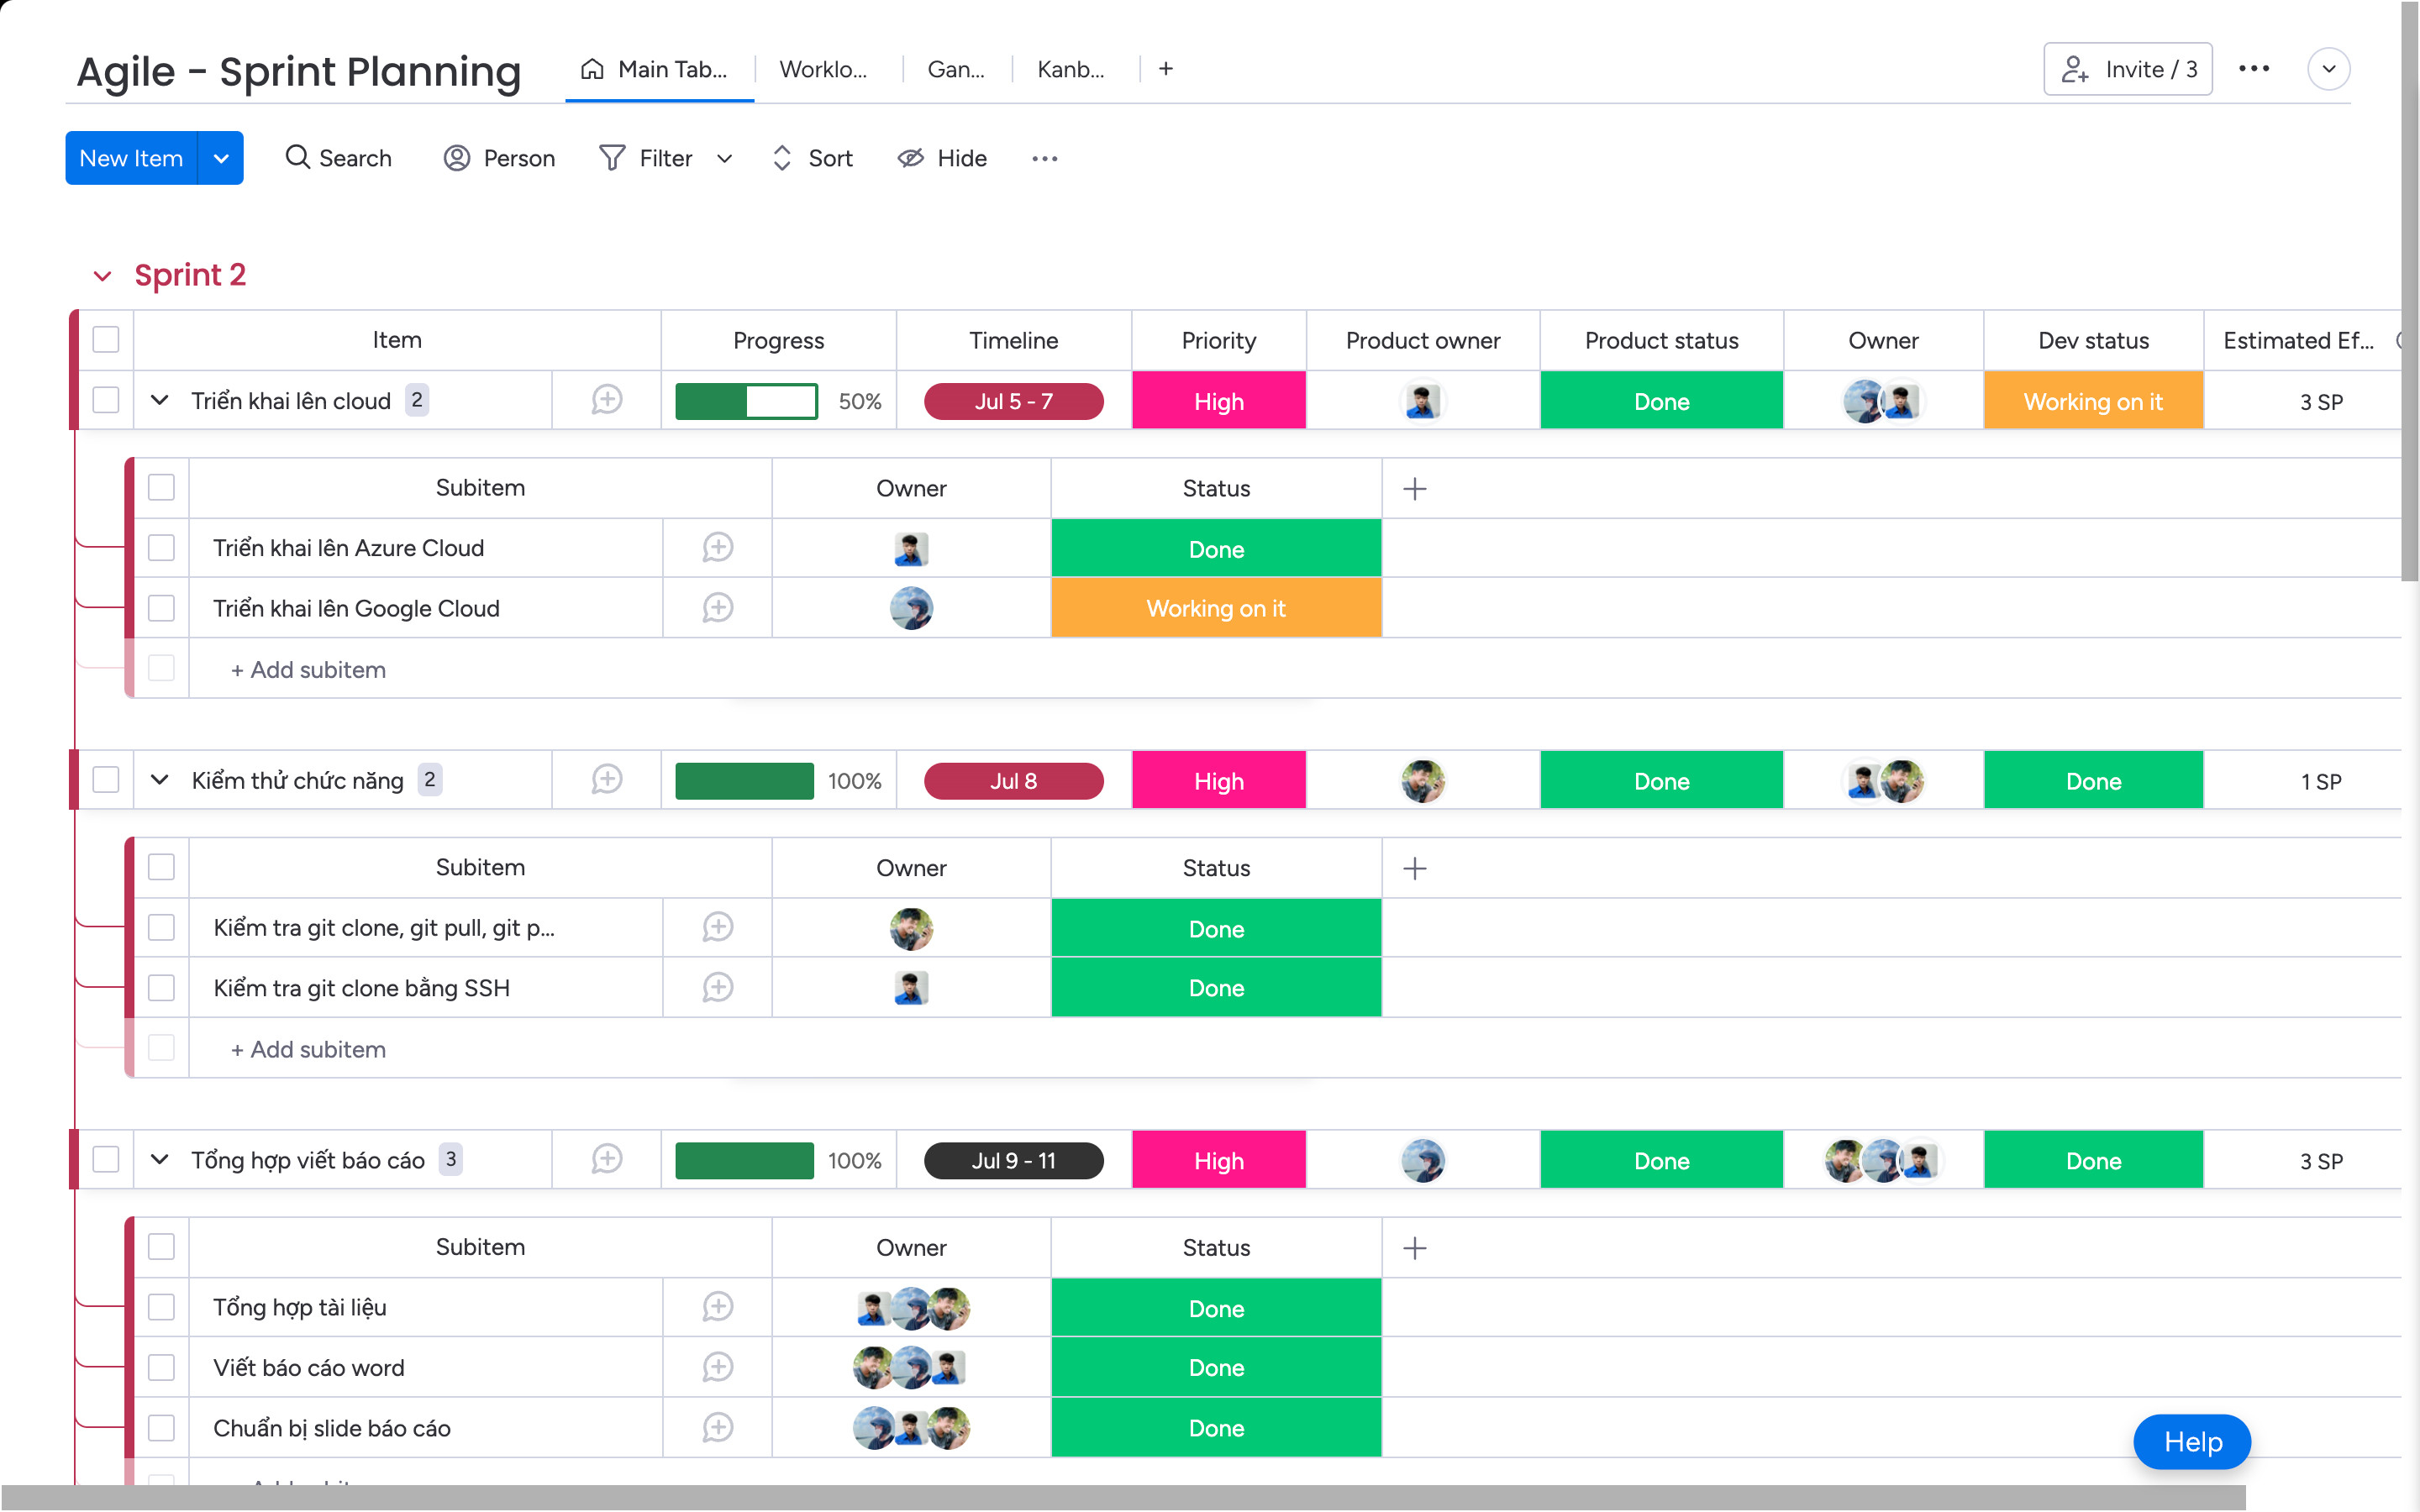 Agile - Sprint Planning
Main Tab...
Worklo...
Gan...
Kanb...
+
Invite / 3
New Item
Search
Person
Filter
Sort
Hide
Sprint 2
Item Progress Timeline Priority Product owner Product status Owner Dev status Estimated Ef...
Triển khai lên cloud 2 50% Jul 5 - 7 High Done Working on it 3 SP
Subitem Owner Status +
Triển khai lên Azure Cloud Done
Triển khai lên Google Cloud Working on it
+ Add subitem
Kiểm thử chức năng 2 100% Jul 8 High Done Done 1 SP
Subitem Owner Status +
Kiểm tra git clone, git pull, git p... Done
Kiểm tra git clone bằng SSH Done
+ Add subitem
Tổng hợp viết báo cáo 3 100% Jul 9 - 11 High Done Done 3 SP
Subitem Owner Status +
Tổng hợp tài liệu Done
Viết báo cáo word Done
Chuẩn bị slide báo cáo Done
Help